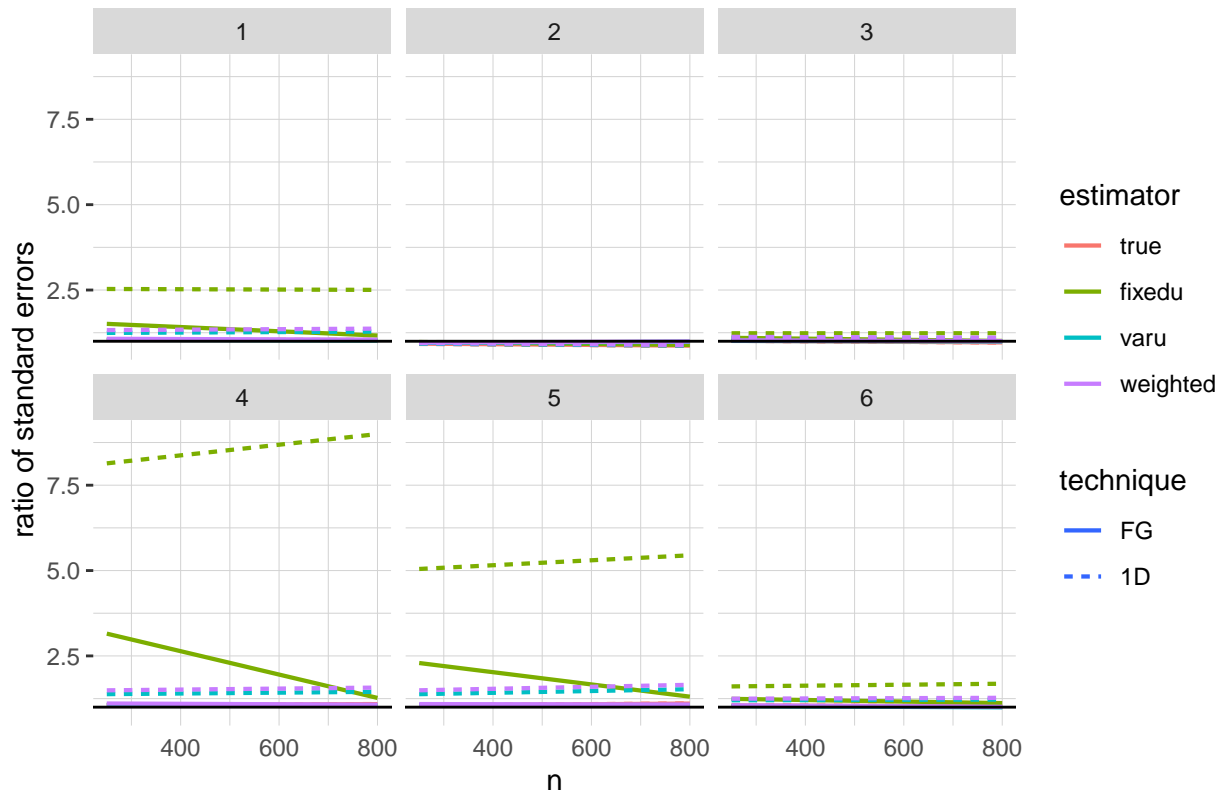 1
2
3
7.5
5.0
2.5
4
5
6
7.5
5.0
2.5
400
600
800
400
600
800
400
600
800
n
ratio of standard errors
estimator
true
fixedu
varu
weighted
technique
FG
1D